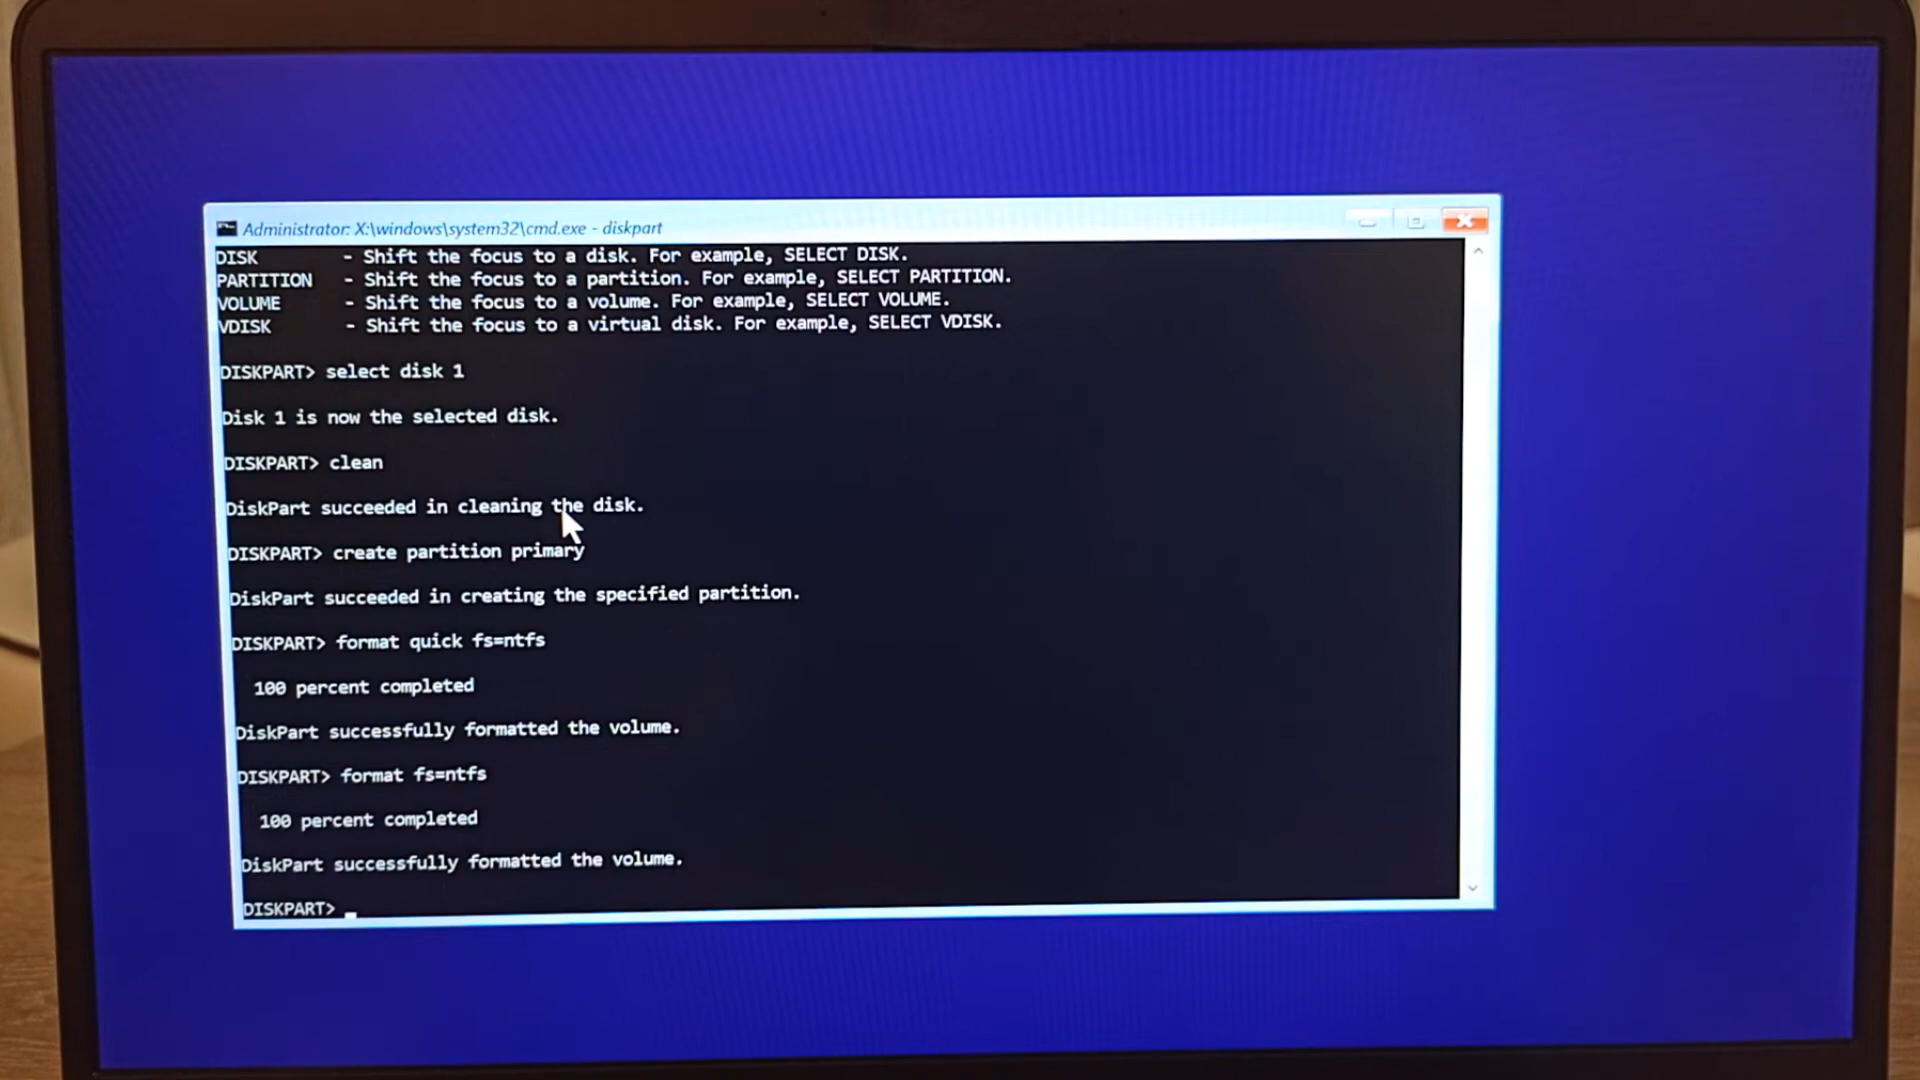 Administrator: X:\windows\system32\cmd.exe - diskpart
DISK        - Shift the focus to a disk. For example, SELECT DISK.
PARTITION   - Shift the focus to a partition. For example, SELECT PARTITION.
VOLUME      - Shift the focus to a volume. For example, SELECT VOLUME.
VDISK       - Shift the focus to a virtual disk. For example, SELECT VDISK.
DISKPART> select disk 1
Disk 1 is now the selected disk.
DISKPART> clean
DiskPart succeeded in cleaning the disk.
DISKPART> create partition primary
DiskPart succeeded in creating the specified partition.
DISKPART> format quick fs=ntfs
100 percent completed
DiskPart successfully formatted the volume.
DISKPART> format fs=ntfs
100 percent completed
DiskPart successfully formatted the volume.
DISKPART>